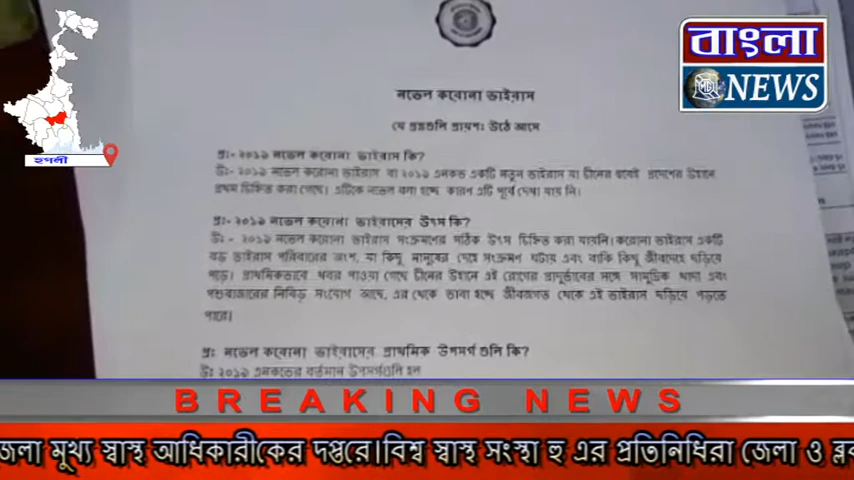 বাংলা
সিটি NEWS
হুগলী
নভেল করোনা ভাইরাস
যে প্রশ্নগুলি প্রায়শ: উঠে আসে
প্র:- ২০১৯ নভেল করোনা ভাইরাস কি?
উ:- ২০১৯ নভেল করোনা ভাইরাস বা ২০১৯ এনকভ একটি নতুন ভাইরাস যা চীনের হুবেই প্রদেশের উহানে
প্রথম চিহ্নিত করা গেছে। এটিকে নভেল বলা হচ্ছে কারণ এটি পূর্বে দেখা যায় নি।
প্র:- ২০১৯ নভেল করোনা ভাইরাসের উৎস কি?
উ:- ২০১৯ নভেল করোনা ভাইরাস সংক্রমণের সঠিক উৎস চিহ্নিত করা যায়নি। করোনা ভাইরাস একটি
বড় ভাইরাস পরিবারের অংশ, যা কিছু মানুষের দেহে সংক্রমণ ঘটায় এবং বাকি কিছু জীবদেহে ছড়িয়ে
পড়ে। প্রাথমিকভাবে খবর পাওয়া গেছে চীনের উহানে এই রোগের প্রাদুর্ভাবের সঙ্গে সামুদ্রিক খাদ্য এবং
পশুবাজারের নিবিড় সংযোগ আছে, এর থেকে ভাবা হচ্ছে জীবজগত থেকে এই ভাইরাস ছড়িয়ে পড়তে
পারে।
প্র: নভেল করোনা ভাইরাসের প্রাথমিক উপসর্গ গুলি কি?
উ: ২০১৯ এনকভের বর্তমান উপসর্গগুলি হল
BREAKING NEWS
জেলা মুখ্য স্বাস্থ আধিকারীকের দপ্তরে।বিশ্ব স্বাস্থ সংস্থা হু এর প্রতিনিধিরা জেলা ও ব্লক